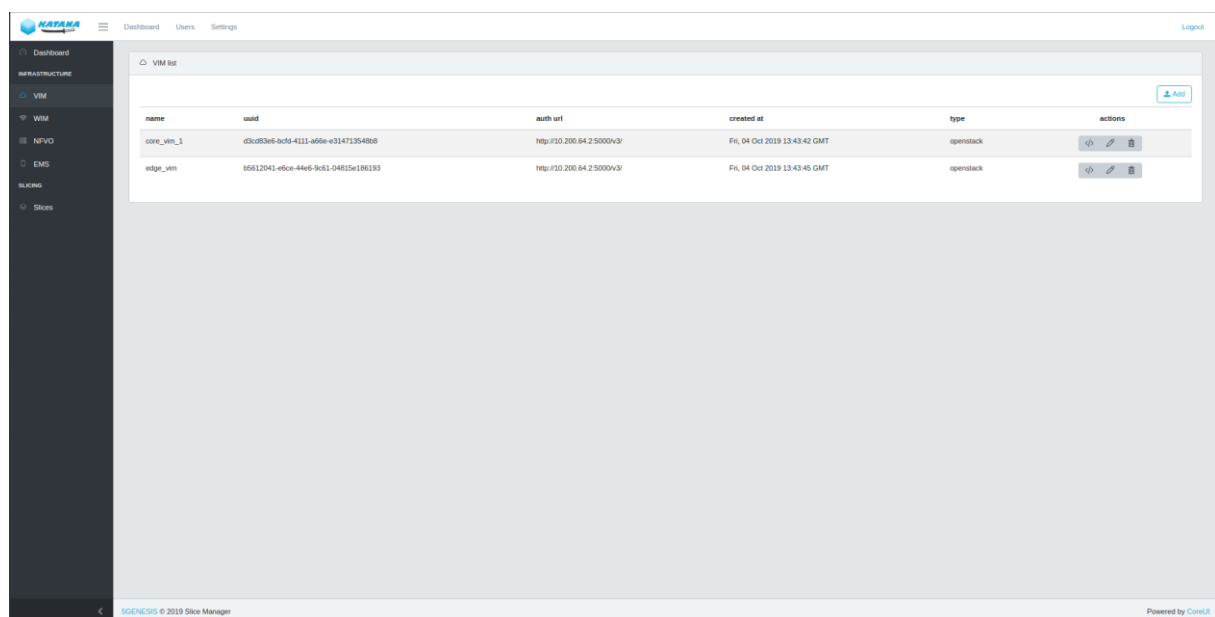 KATANA
Dashboard Users Settings
Logout
Dashboard
INFRASTRUCTURE
VIM
WIM
NFVO
EMS
SLICING
Slices
VIM list
Add
name uuid auth url created at type actions
core_vim_1 d3cd83e6-bcfd-4111-a66e-e314713548b8 http://10.200.64.2:5000/v3/ Fri, 04 Oct 2019 13:43:42 GMT openstack
edge_vim b5612041-e6ce-44e6-9c61-04815e186193 http://10.200.64.2:5000/v3/ Fri, 04 Oct 2019 13:43:45 GMT openstack
5GENESIS © 2019 Slice Manager
Powered by CoreUI